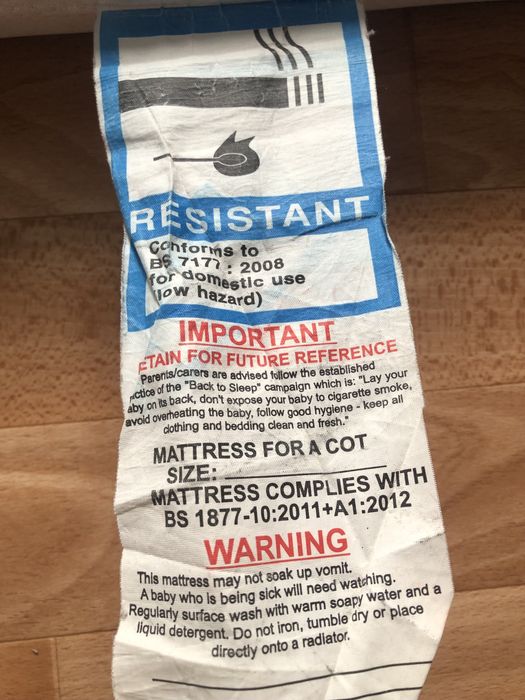 RESISTANT
Conforms to
BS 7177 : 2008
for domestic use
(low hazard)
IMPORTANT
ETAIN FOR FUTURE REFERENCE
Parents/carers are advised follow the established
actice of the "Back to Sleep" campaign which is: "Lay your
aby on its back, don't expose your baby to cigarette smoke,
avoid overheating the baby, follow good hygiene - keep all
clothing and bedding clean and fresh."
MATTRESS FOR A COT
SIZE:
MATTRESS COMPLIES WITH
BS 1877-10:2011+A1:2012
WARNING
This mattress may not soak up vomit.
A baby who is being sick will need watching.
Regularly surface wash with warm soapy water and a
liquid detergent. Do not iron, tumble dry or place
directly onto a radiator.